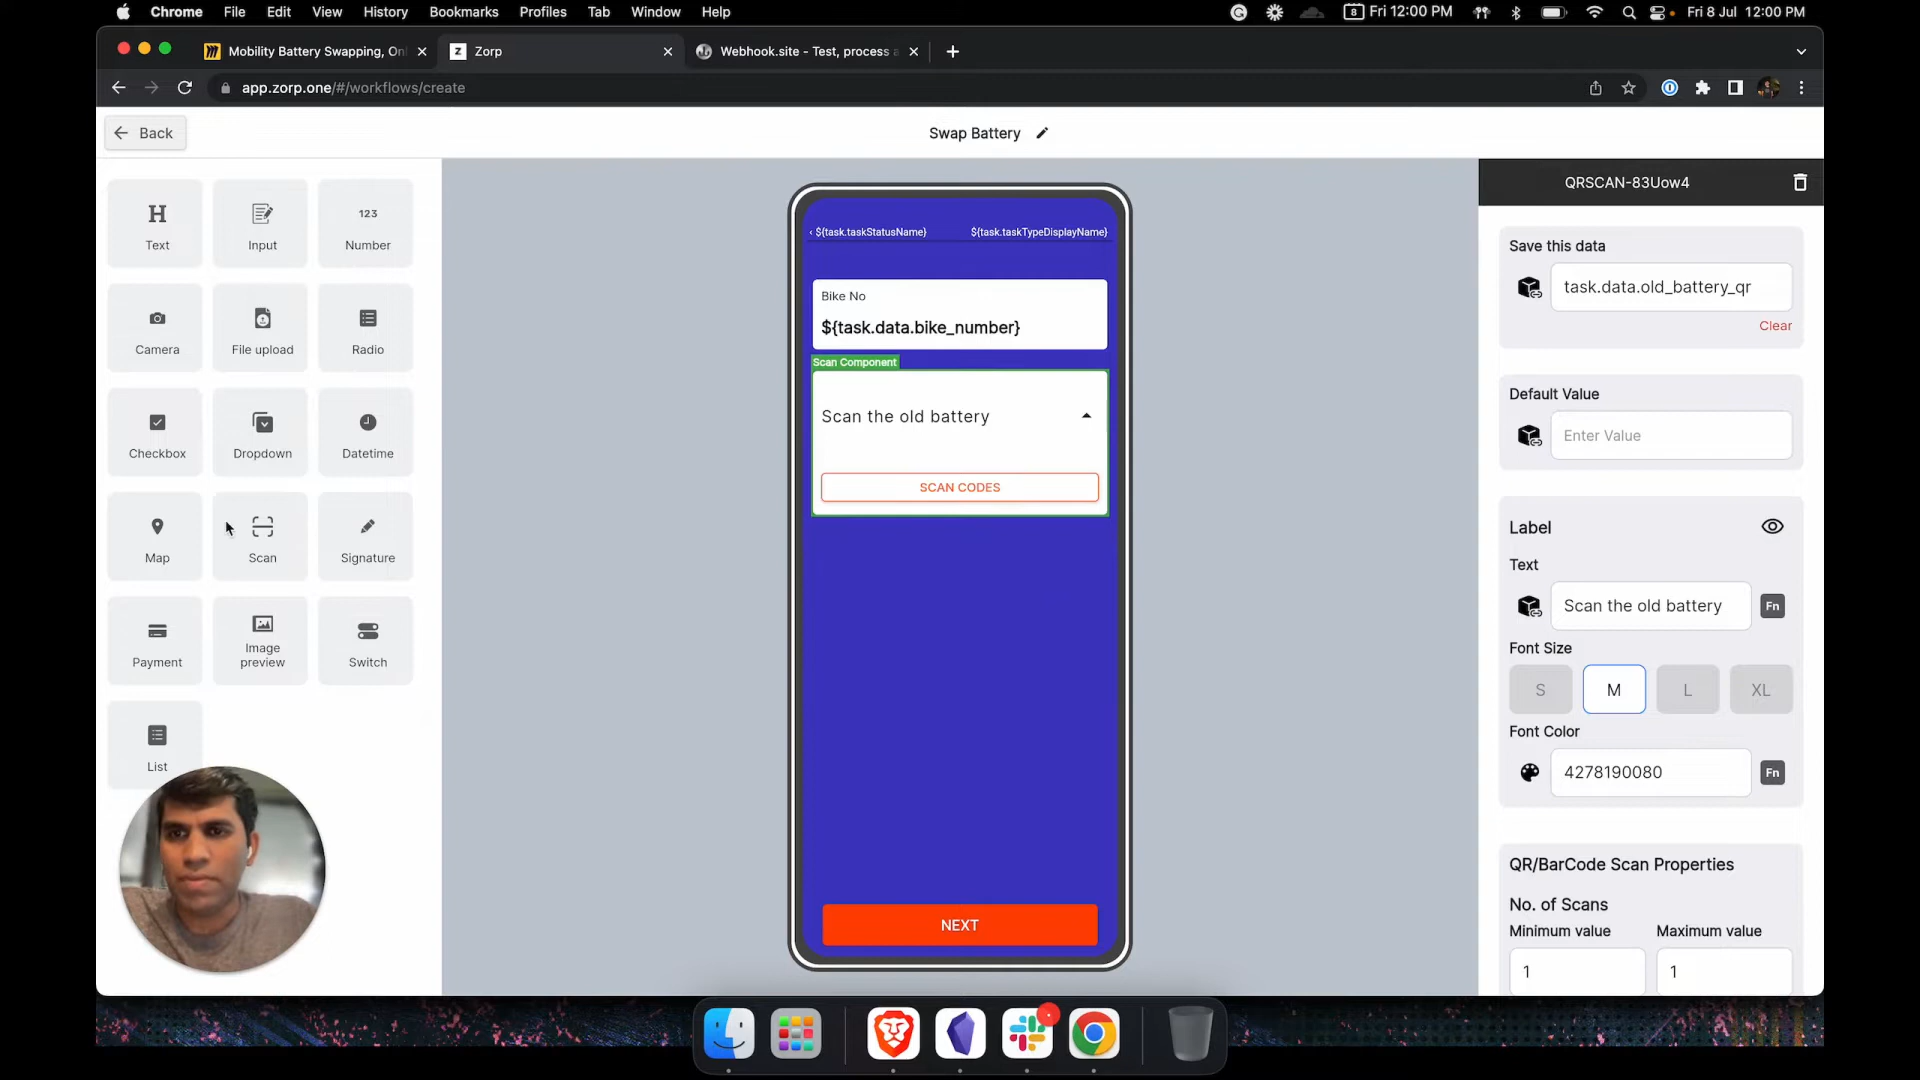 Chrome File Edit View History Bookmarks Profiles Tab Window Help
8 Fri 12:00 PM Fri 8 Jul 12:00 PM
Mobility Battery Swapping, On
Z Zorp
Webhook.site - Test, process a
app.zorp.one/#/workflows/create
Back
Swap Battery
H
Text
Input
123
Number
Camera
File upload
Radio
Checkbox
Dropdown
Datetime
Map
Scan
Signature
Payment
Image
preview
Switch
List
‹ ${task.taskStatusName} ${task.taskTypeDisplayName}
Bike No
${task.data.bike_number}
Scan Component
Scan the old battery
SCAN CODES
NEXT
QRSCAN-83Uow4
Save this data
task.data.old_battery_qr
Clear
Default Value
Enter Value
Label
Text
Scan the old battery
Fn
Font Size
S M L XL
Font Color
4278190080
Fn
QR/BarCode Scan Properties
No. of Scans
Minimum value Maximum value
1 1